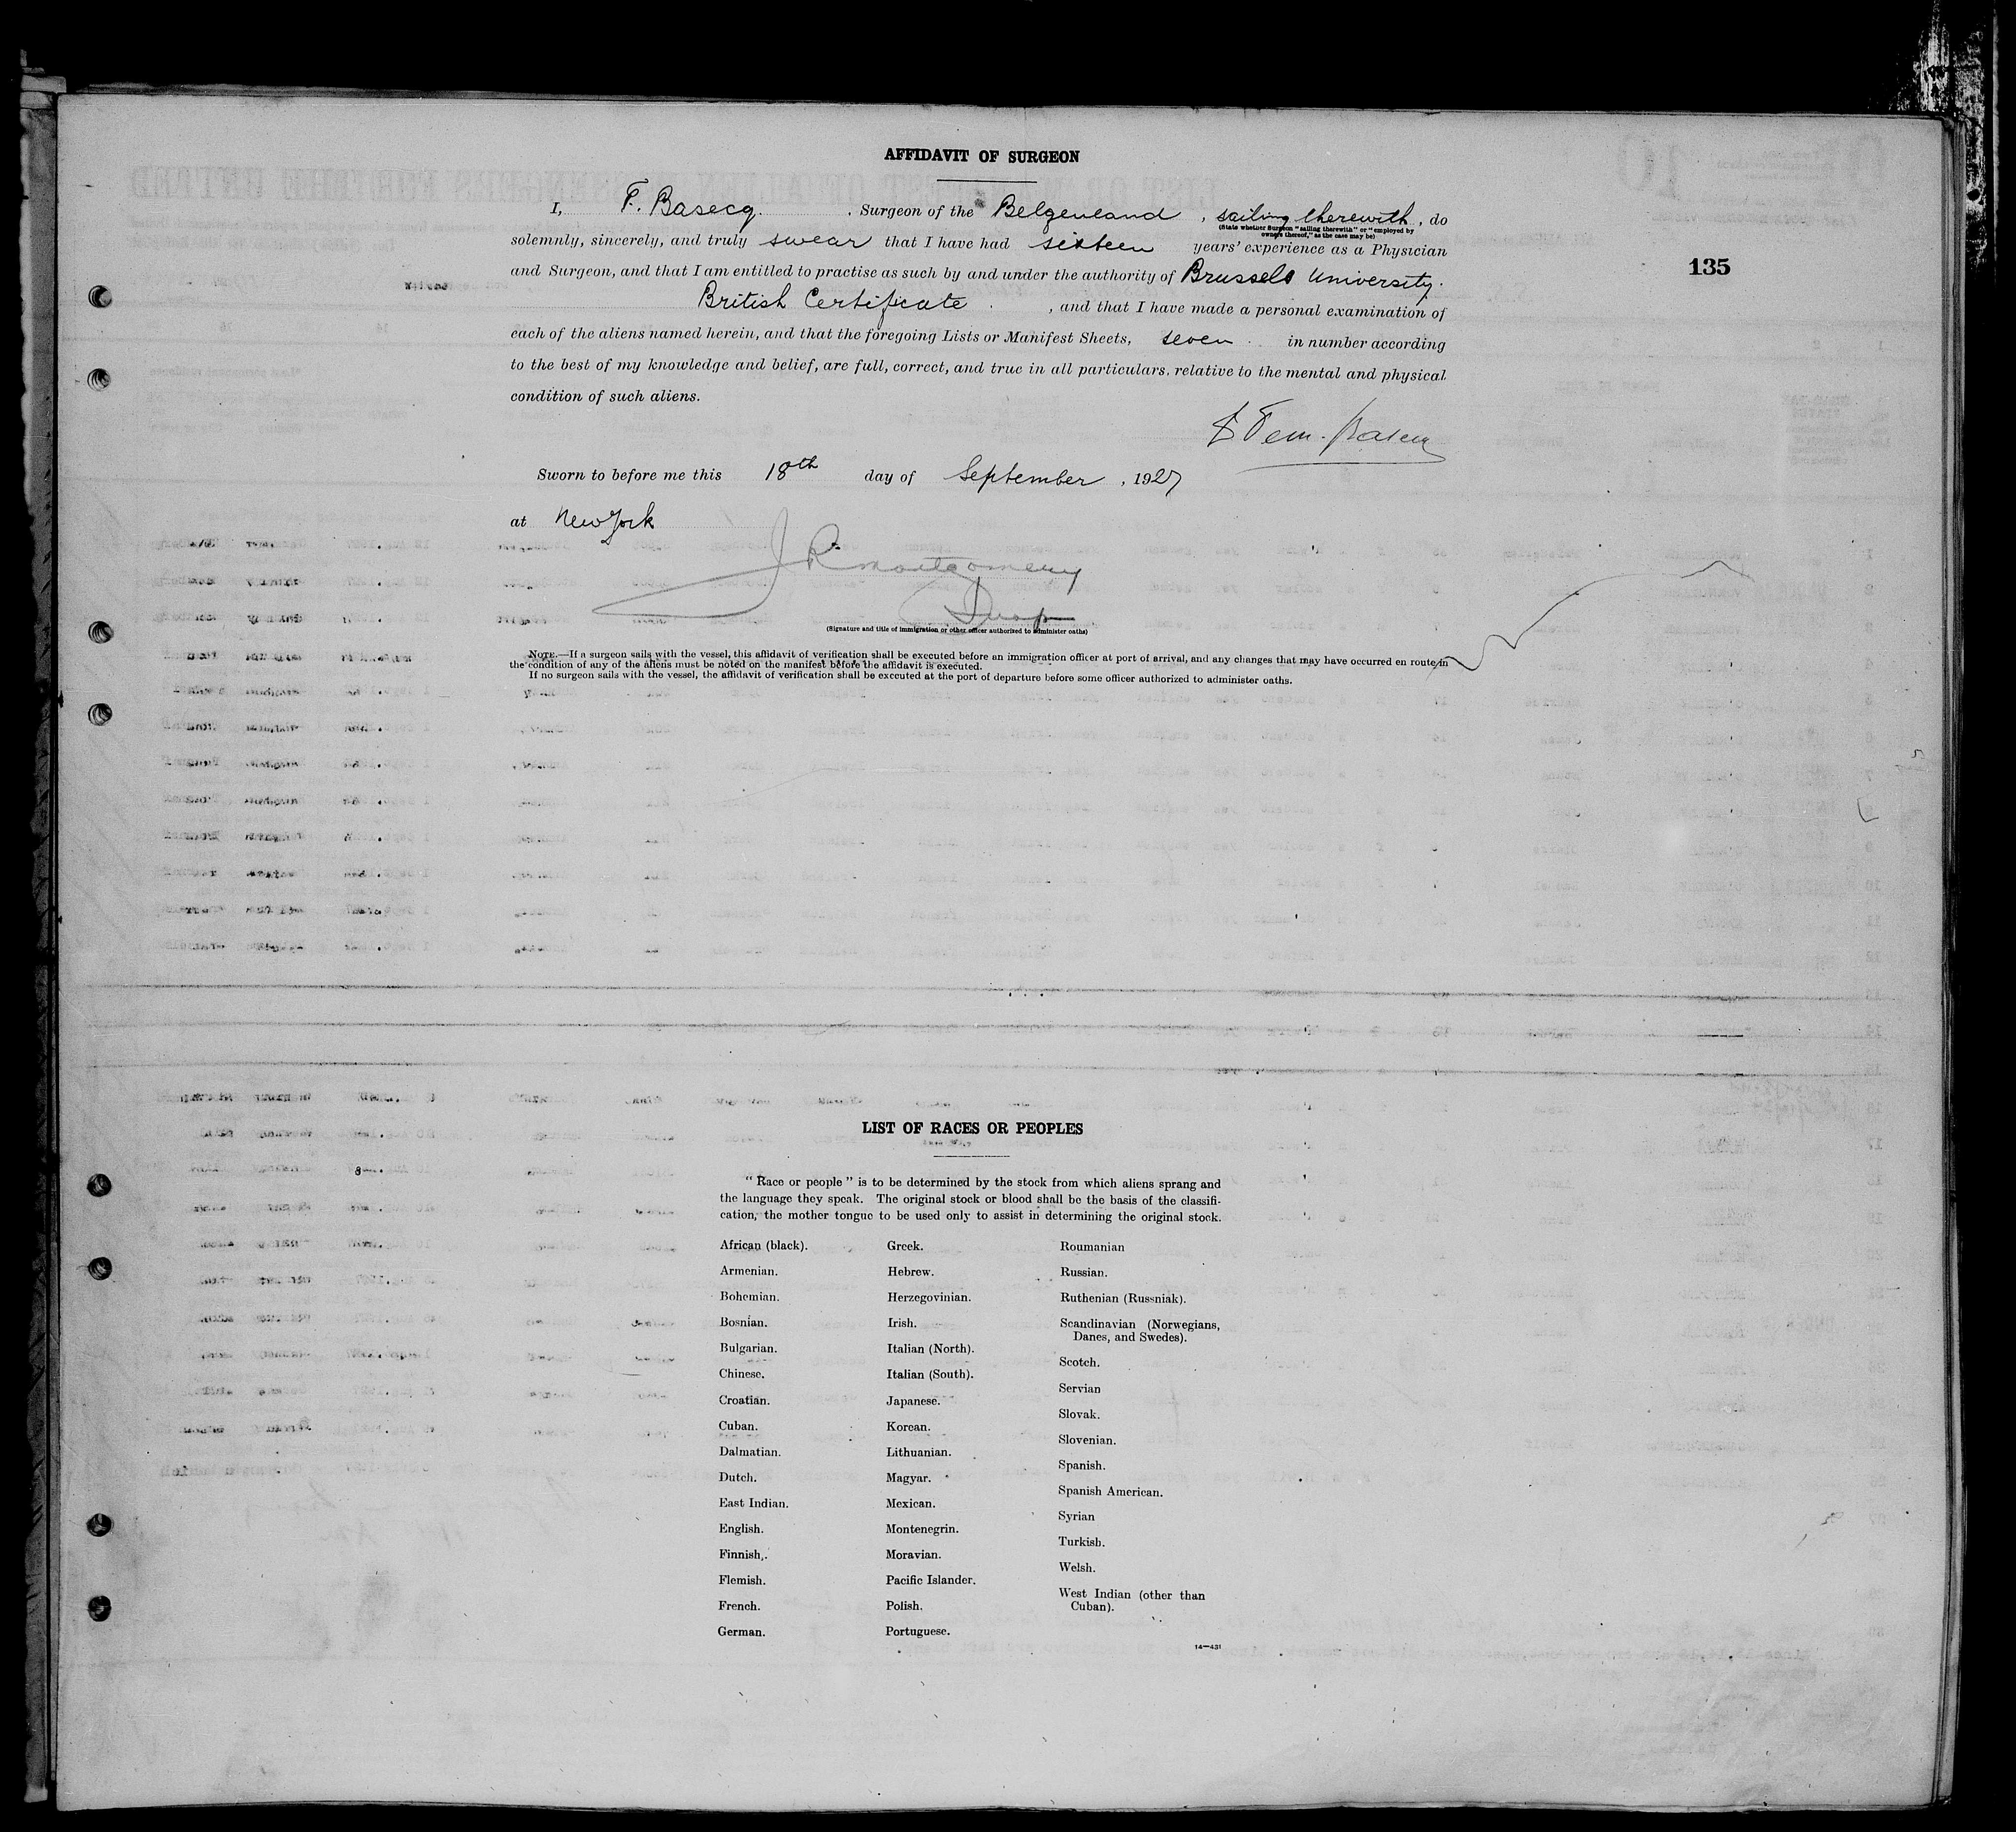 AFFIDAVIT OF SURGEON
I, F. Basecq. , Surgeon of the Belgenland , sailing therewith , do
(State whether Surgeon "sailing therewith" or "employed by
owners thereof," as the case may be)
solemnly, sincerely, and truly swear that I have had sixteen years' experience as a Physician
and Surgeon, and that I am entitled to practise as such by and under the authority of Brussels University.
135
British Certificate , and that I have made a personal examination of
each of the aliens named herein, and that the foregoing Lists or Manifest Sheets, seven in number according
to the best of my knowledge and belief, are full, correct, and true in all particulars, relative to the mental and physical
condition of such aliens.
Sworn to before me this 18th day of September , 1927
at New York
J R Montgomery
(Signature and title of immigration or other officer authorized to administer oaths)
NOTE.—If a surgeon sails with the vessel, this affidavit of verification shall be executed before an immigration officer at port of arrival, and any changes that may have occurred en route in
the condition of any of the aliens must be noted on the manifest before the affidavit is executed.
If no surgeon sails with the vessel, the affidavit of verification shall be executed at the port of departure before some officer authorized to administer oaths.
LIST OF RACES OR PEOPLES
"Race or people" is to be determined by the stock from which aliens sprang and
the language they speak. The original stock or blood shall be the basis of the classifi-
cation, the mother tongue to be used only to assist in determining the original stock.
African (black).
Armenian.
Bohemian.
Bosnian.
Bulgarian.
Chinese.
Croatian.
Cuban.
Dalmatian.
Dutch.
East Indian.
English.
Finnish.
Flemish.
French.
German.
Greek.
Hebrew.
Herzegovinian.
Irish.
Italian (North).
Italian (South).
Japanese.
Korean.
Lithuanian.
Magyar.
Mexican.
Montenegrin.
Moravian.
Pacific Islander.
Polish.
Portuguese.
Roumanian
Russian.
Ruthenian (Russniak).
Scandinavian (Norwegians,
Danes, and Swedes).
Scotch.
Servian
Slovak.
Slovenian.
Spanish.
Spanish American.
Syrian
Turkish.
Welsh.
West Indian (other than
Cuban).
14—431